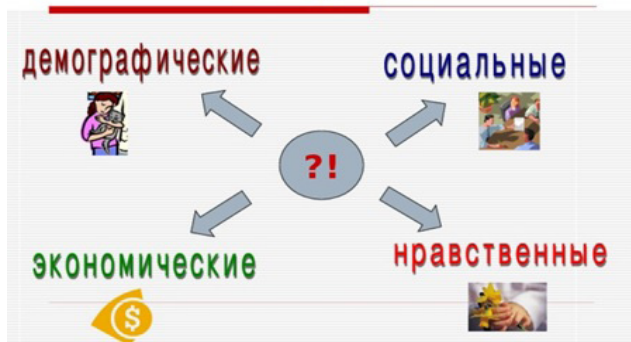 демографические
социальные
?!
экономические
$
нравственные